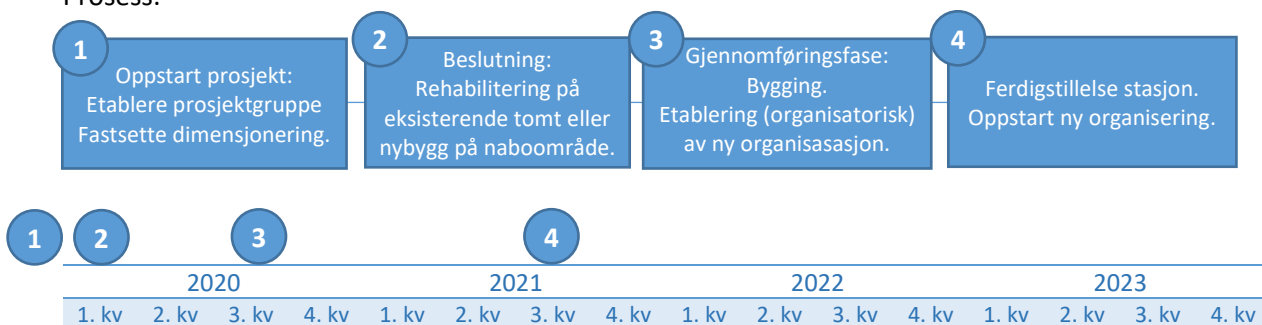 Prosess:
1
Oppstart prosjekt:
Etablere prosjektgruppe
Fastsette dimensjonering.
2
Beslutning:
Rehabilitering på
eksisterende tomt eller
nybygg på naboområde.
3
Gjennomføringsfase:
Bygging.
Etablering (organisatorisk)
av ny organisasasjon.
4
Ferdigstillelse stasjon.
Oppstart ny organisering.
1 2 3 4
2020 2021 2022 2023
1. kv 2. kv 3. kv 4. kv 1. kv 2. kv 3. kv 4. kv 1. kv 2. kv 3. kv 4. kv 1. kv 2. kv 3. kv 4. kv